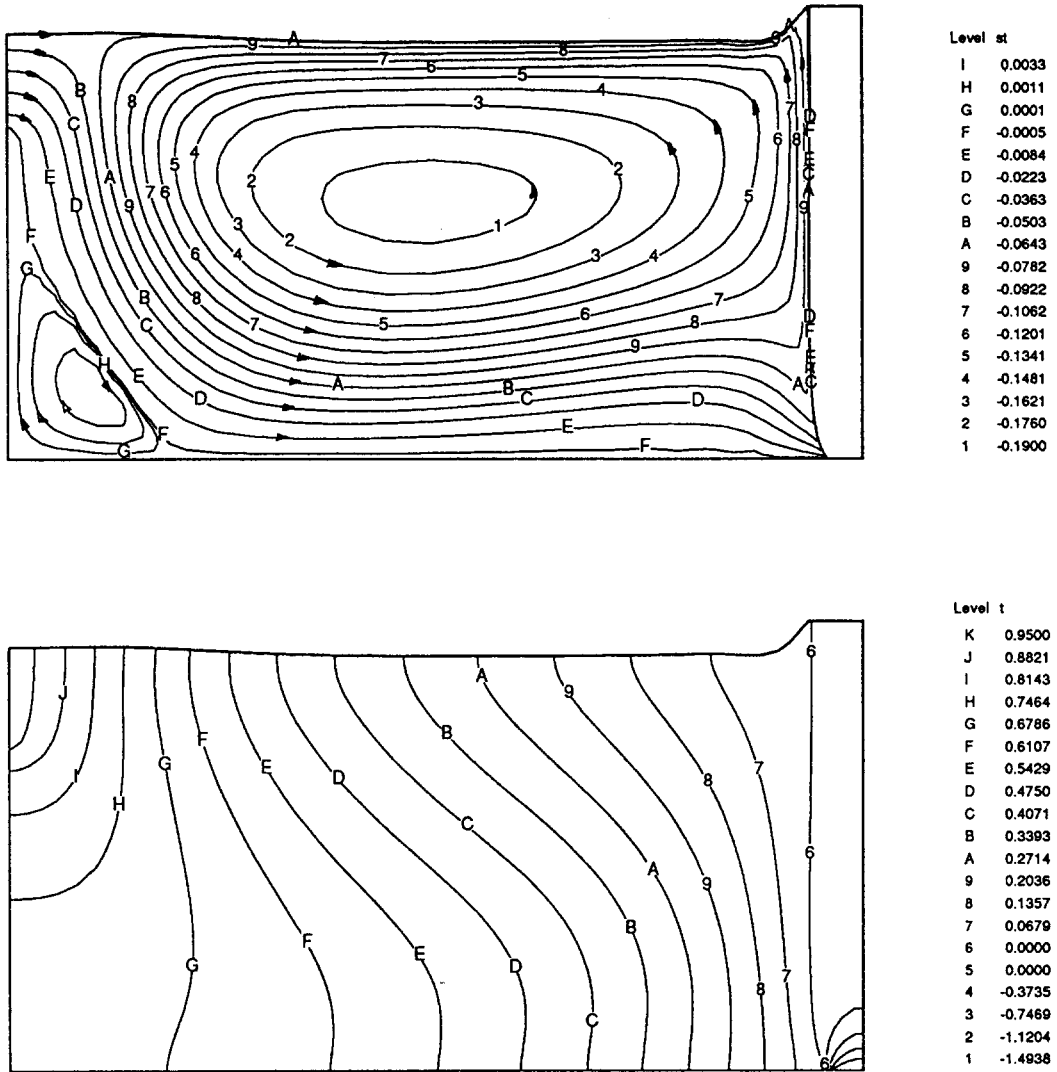 Level st
I 0.0033
H 0.0011
G 0.0001
F -0.0005
E -0.0084
D -0.0223
C -0.0363
B -0.0503
A -0.0643
9 -0.0782
8 -0.0922
7 -0.1062
6 -0.1201
5 -0.1341
4 -0.1481
3 -0.1621
2 -0.1760
1 -0.1900
Level t
K 0.9500
J 0.8821
I 0.8143
H 0.7464
G 0.6786
F 0.6107
E 0.5429
D 0.4750
C 0.4071
B 0.3393
A 0.2714
9 0.2036
8 0.1357
7 0.0679
6 0.0000
5 0.0000
4 -0.3735
3 -0.7469
2 -1.1204
1 -1.4938